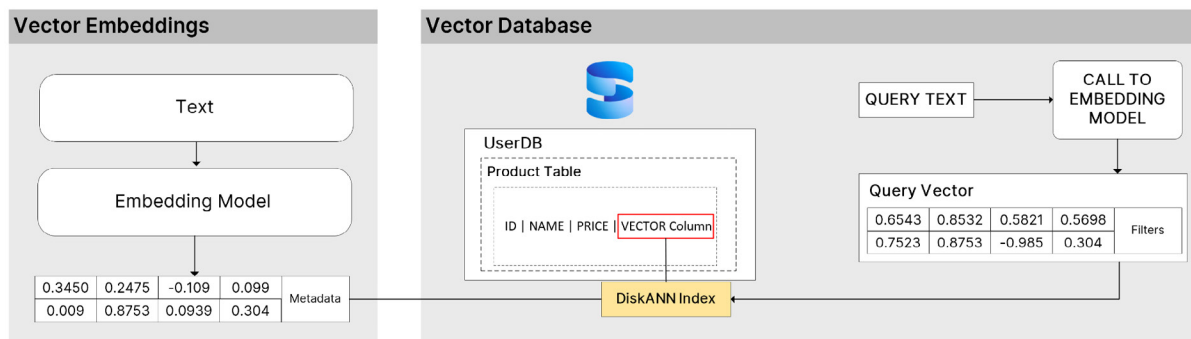 Vector Embeddings
Text
Embedding Model
0.3450 0.2475 -0.109 0.099
Metadata
0.009 0.8753 0.0939 0.304
Vector Database
UserDB
Product Table
ID | NAME | PRICE | VECTOR Column
DiskANN Index
QUERY TEXT
CALL TO
EMBEDDING
MODEL
Query Vector
0.6543 0.8532 0.5821 0.5698
Filters
0.7523 0.8753 -0.985 0.304